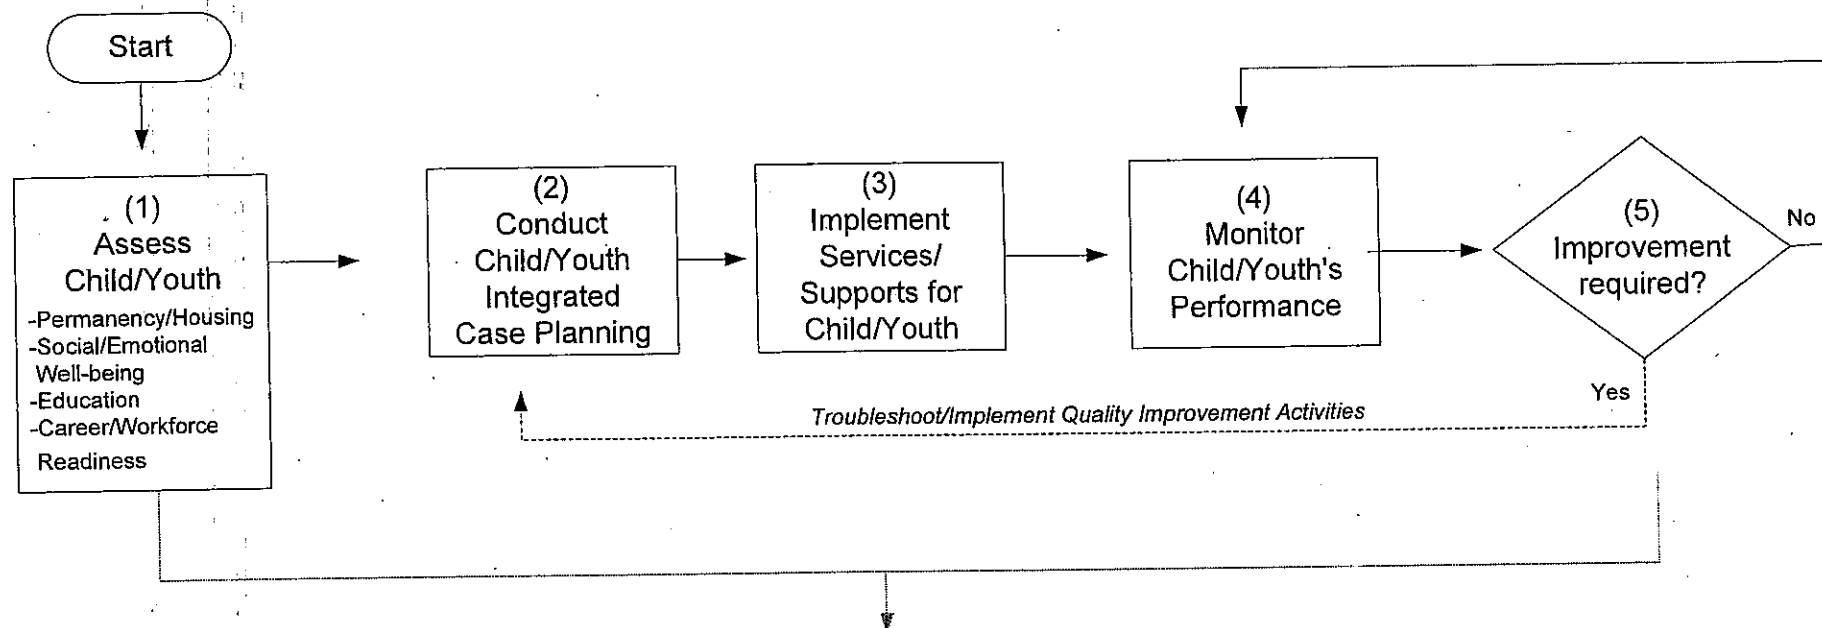 Start
(1)
Assess
Child/Youth
-Permanency/Housing
-Social/Emotional
Well-being
-Education
-Career/Workforce
Readiness
(2)
Conduct
Child/Youth
Integrated
Case Planning
(3)
Implement
Services/
Supports for
Child/Youth
(4)
Monitor
Child/Youth's
Performance
(5)
Improvement
required?
No
Yes
Troubleshoot/Implement Quality Improvement Activities